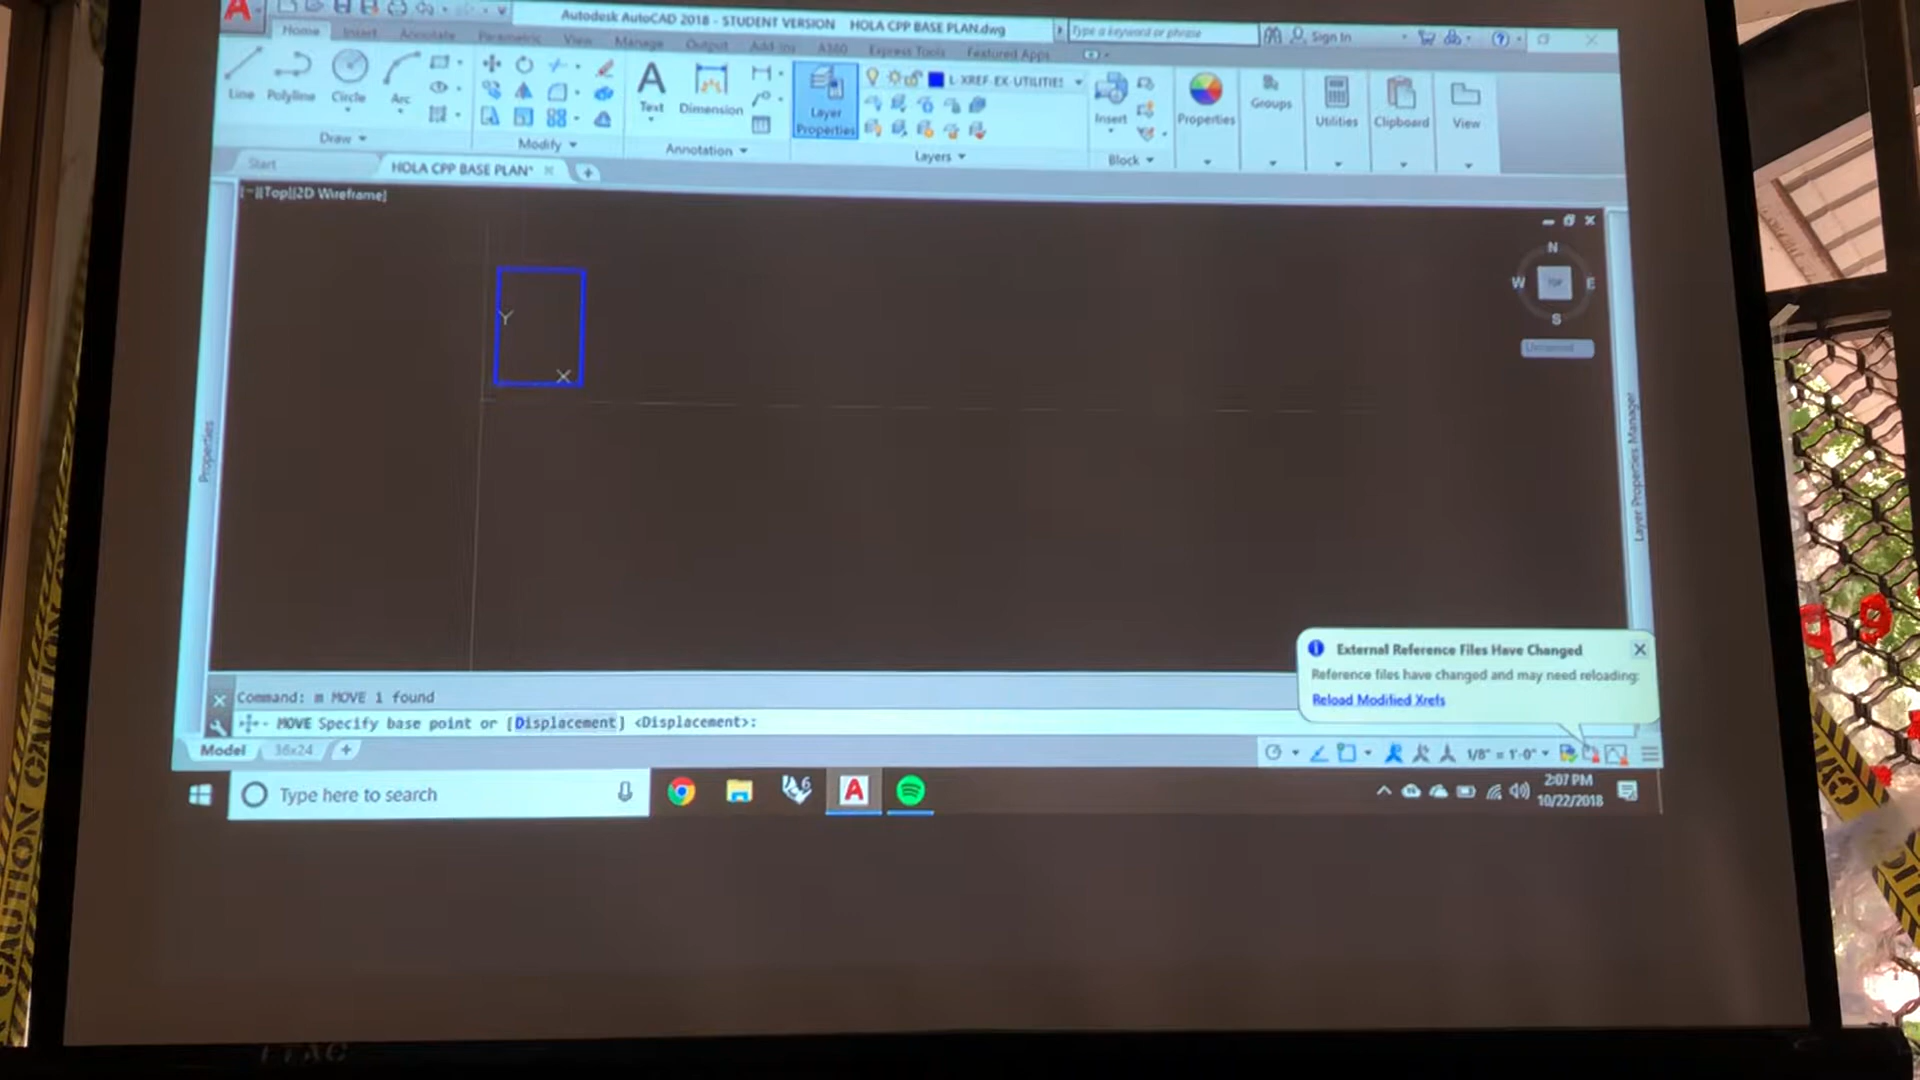 Autodesk AutoCAD 2018 - STUDENT VERSION HOLA CPP BASE PLAN.dwg
Type a keyword or phrase
Sign In
Home Insert Annotate Parametric View Manage Output Add-ins A360 Express Tools Featured Apps
Line Polyline Circle Arc
Text Dimension
Layer Properties
L-XREF-EX-UTILITIES
Insert
Properties
Groups
Utilities
Clipboard
View
Draw
Modify
Annotation
Layers
Block
Start
HOLA CPP BASE PLAN*
[-][Top][2D Wireframe]
Y
X
N
W TOP E
S
Unnamed
Properties
Layer Properties Manager
External Reference Files Have Changed
Reference files have changed and may need reloading:
Reload Modified Xrefs
Command: m MOVE 1 found
MOVE Specify base point or [Displacement] <Displacement>:
Model
36x24
1/8" = 1'-0"
Type here to search
6
2:07 PM
10/22/2018
CAUTION CAUTION